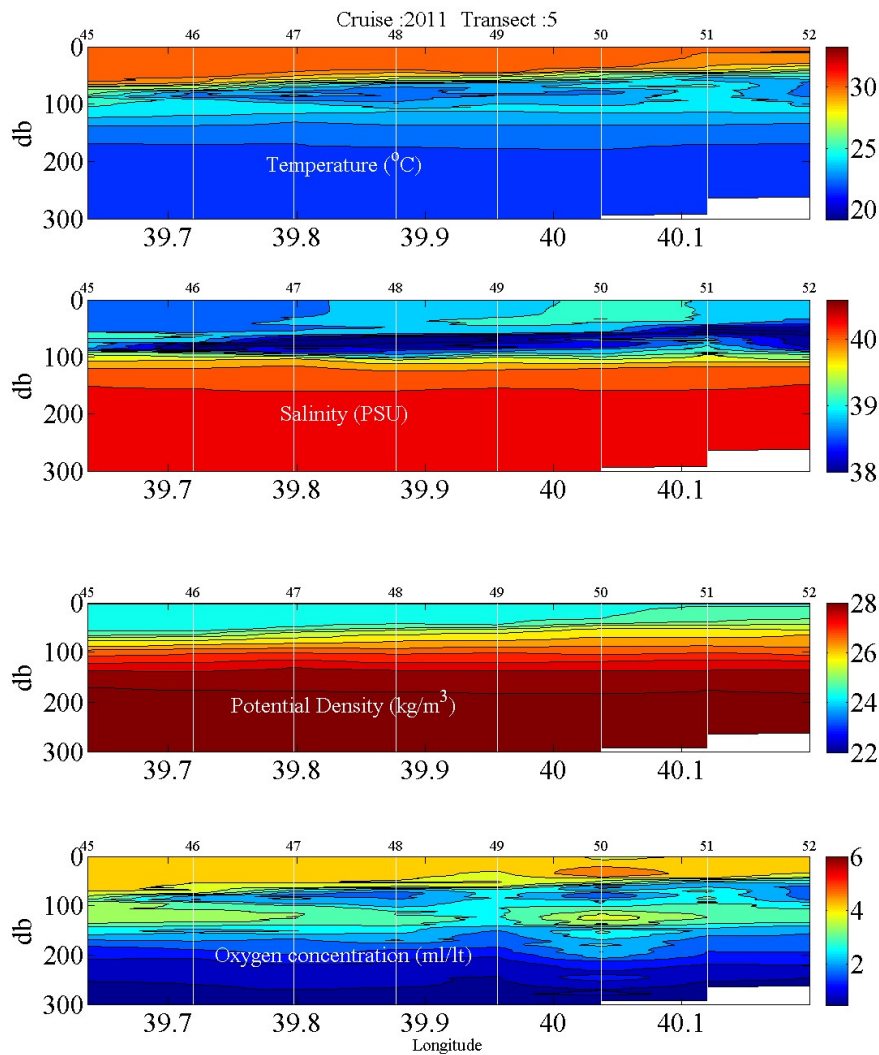 Cruise :2011 Transect :5
45 46 47 48 49 50 51 52
0
100
200
300
db
Temperature (°C)
30
25
20
39.7 39.8 39.9 40 40.1
45 46 47 48 49 50 51 52
0
100
200
300
db
Salinity (PSU)
40
39
38
39.7 39.8 39.9 40 40.1
45 46 47 48 49 50 51 52
0
100
200
300
db
Potential Density (kg/m³)
28
26
24
22
39.7 39.8 39.9 40 40.1
45 46 47 48 49 50 51 52
0
100
200
300
db
Oxygen concentration (ml/lt)
6
4
2
39.7 39.8 39.9 40 40.1
Longitude